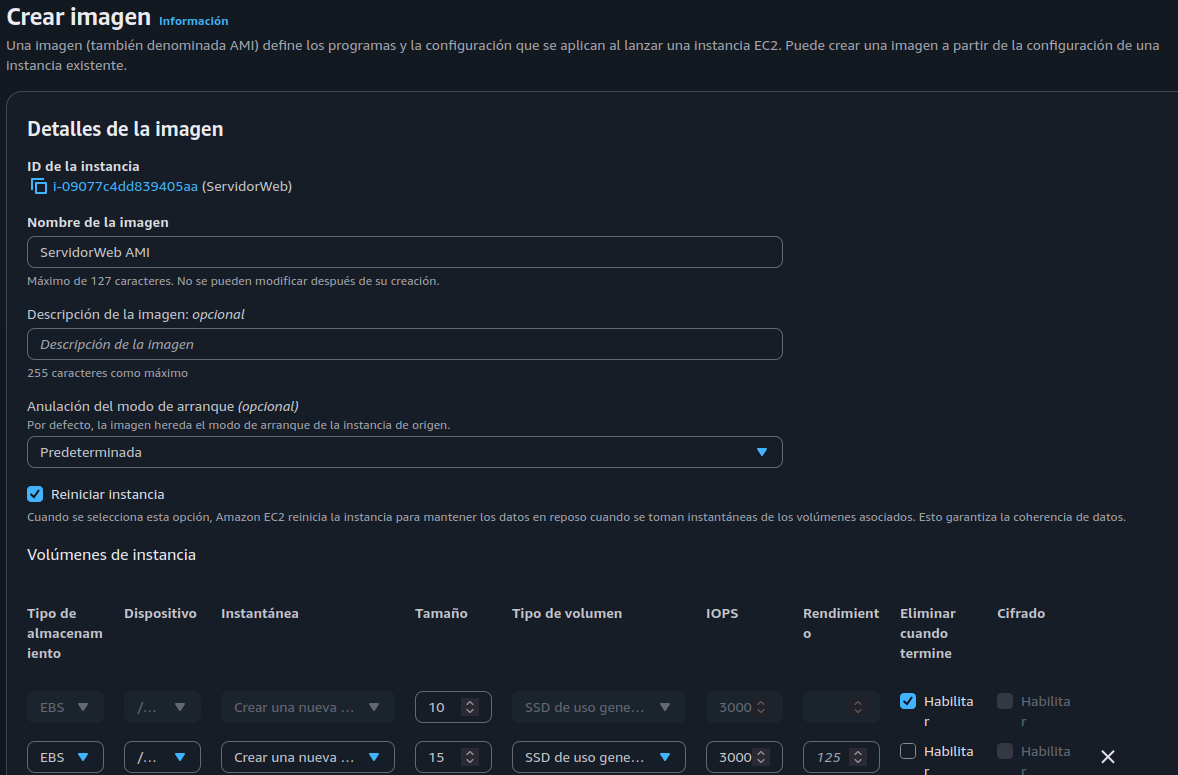 Crear imagen Información
Una imagen (también denominada AMI) define los programas y la configuración que se aplican al lanzar una instancia EC2. Puede crear una imagen a partir de la configuración de una
instancia existente.
Detalles de la imagen
ID de la instancia
i-09077c4dd839405aa (ServidorWeb)
Nombre de la imagen
ServidorWeb AMI
Máximo de 127 caracteres. No se pueden modificar después de su creación.
Descripción de la imagen: opcional
Descripción de la imagen
255 caracteres como máximo
Anulación del modo de arranque (opcional)
Por defecto, la imagen hereda el modo de arranque de la instancia de origen.
Predeterminada
Reiniciar instancia
Cuando se selecciona esta opción, Amazon EC2 reinicia la instancia para mantener los datos en reposo cuando se toman instantáneas de los volúmenes asociados. Esto garantiza la coherencia de datos.
Volúmenes de instancia
Tipo de Dispositivo Instantánea Tamaño Tipo de volumen IOPS Rendimient Eliminar Cifrado
almacenam o cuando
iento termine
EBS /... Crear una nueva ... 10 SSD de uso gene... 3000 Habilita Habilita
r r
EBS /... Crear una nueva ... 15 SSD de uso gene... 3000 125 Habilita Habilita
r r